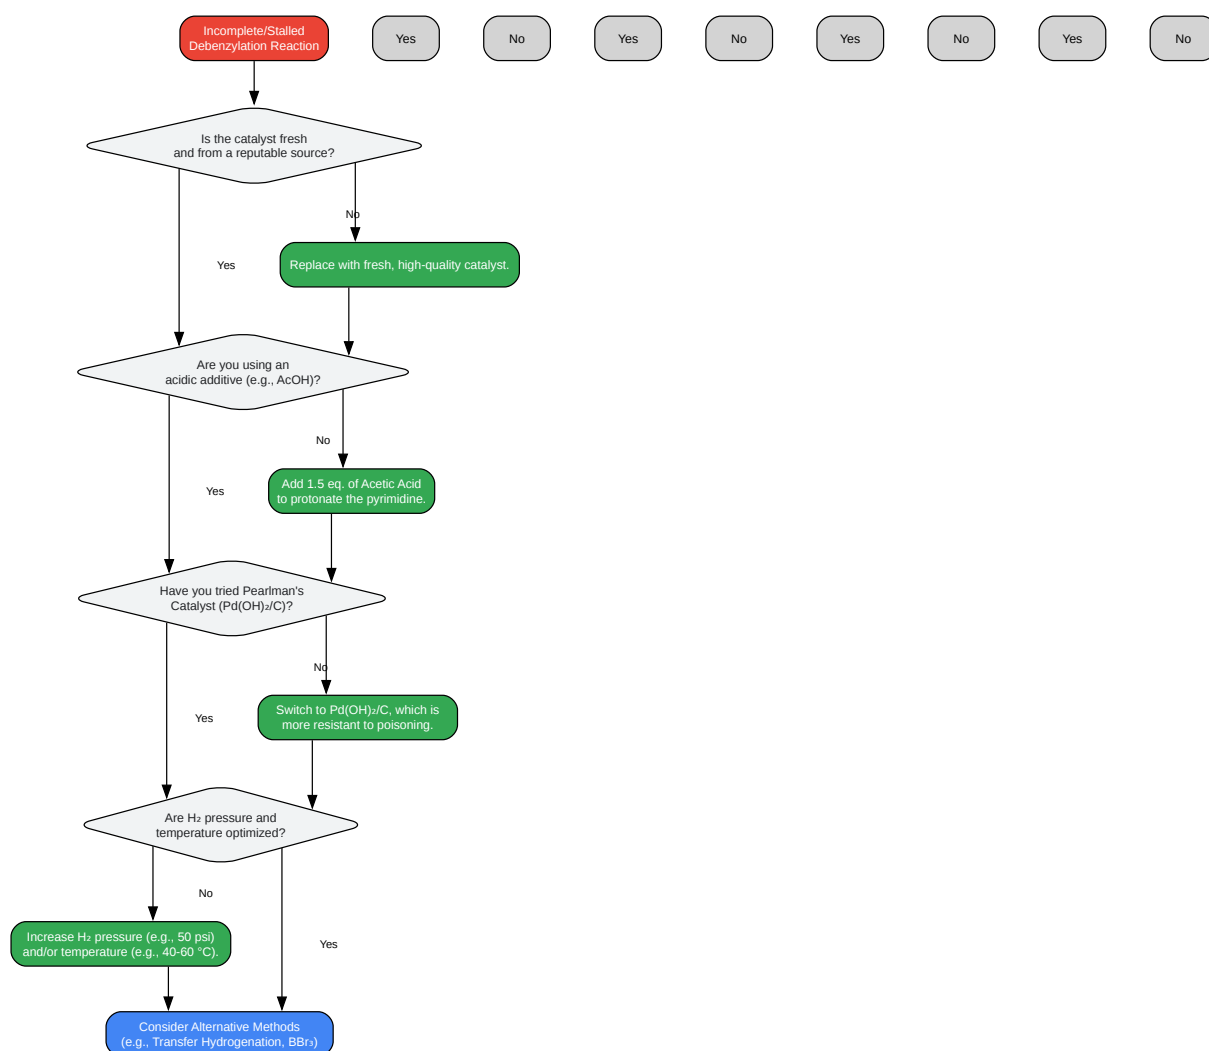 Incomplete/Stalled
Debenzylation Reaction
Yes
No
Yes
No
Yes
No
Yes
No
Is the catalyst fresh
and from a reputable source?
No
Yes
Replace with fresh, high-quality catalyst.
Are you using an
acidic additive (e.g., AcOH)?
No
Yes
Add 1.5 eq. of Acetic Acid
to protonate the pyrimidine.
Have you tried Pearlman's
Catalyst (Pd(OH)₂/C)?
No
Yes
Switch to Pd(OH)₂/C, which is
more resistant to poisoning.
Are H₂ pressure and
temperature optimized?
No
Increase H₂ pressure (e.g., 50 psi)
and/or temperature (e.g., 40-60 °C).
Yes
Consider Alternative Methods
(e.g., Transfer Hydrogenation, BBr₃)